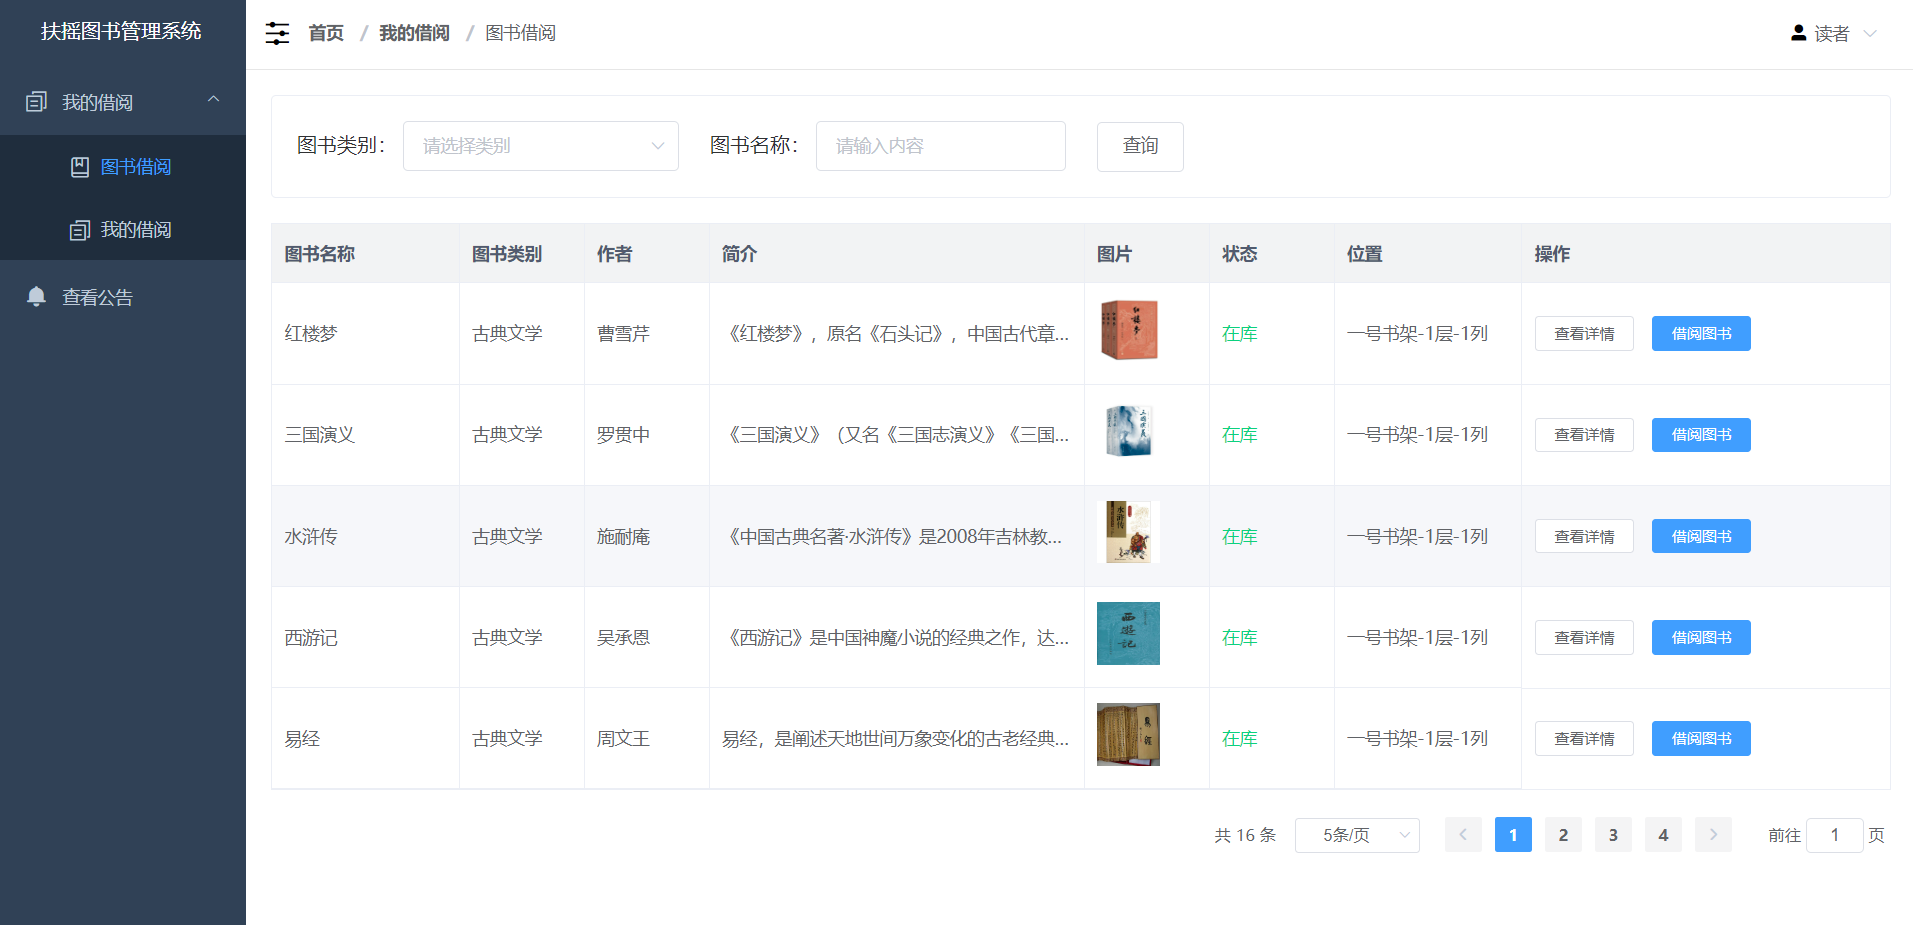 扶摇图书管理系统
首页 / 我的借阅 / 图书借阅
读者
我的借阅
图书借阅
我的借阅
查看公告
图书类别： 请选择类别 图书名称： 请输入内容 查询
图书名称 图书类别 作者 简介 图片 状态 位置 操作
红楼梦 古典文学 曹雪芹 《红楼梦》，原名《石头记》，中国古代章... 红楼梦 在库 一号书架-1层-1列 查看详情 借阅图书
三国演义 古典文学 罗贯中 《三国演义》（又名《三国志演义》《三国... 三國演義 在库 一号书架-1层-1列 查看详情 借阅图书
水浒传 古典文学 施耐庵 《中国古典名著·水浒传》是2008年吉林教... 水浒传 在库 一号书架-1层-1列 查看详情 借阅图书
西游记 古典文学 吴承恩 《西游记》是中国神魔小说的经典之作，达... 西遊記 在库 一号书架-1层-1列 查看详情 借阅图书
易经 古典文学 周文王 易经，是阐述天地世间万象变化的古老经典... 易經 在库 一号书架-1层-1列 查看详情 借阅图书
共 16 条 5条/页 1 2 3 4 前往 1 页